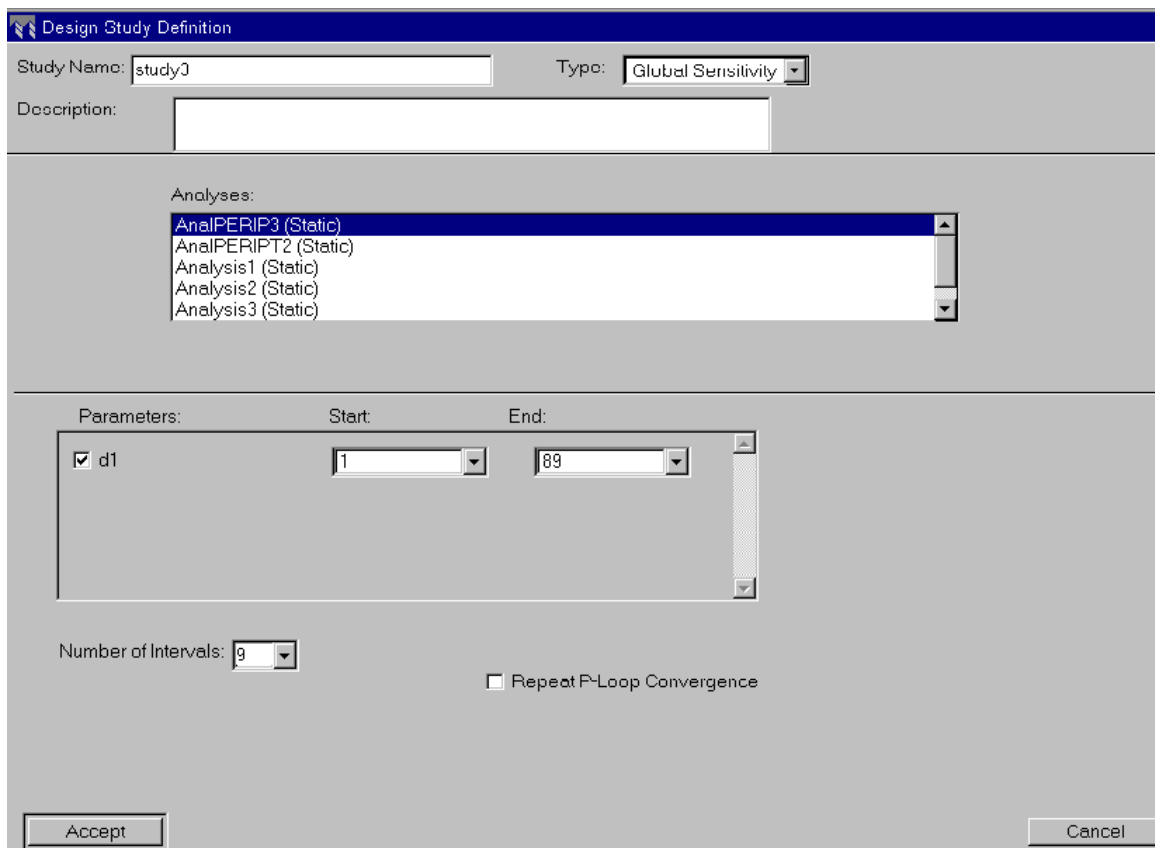 Design Study Definition
Study Name: study3 Type: Global Sensitivity
Description:
Analyses:
AnalPERIP3 (Static)
AnalPERIPT2 (Static)
Analysis1 (Static)
Analysis2 (Static)
Analysis3 (Static)
Parameters: Start: End:
d1 1 89
Number of Intervals: 9
Repeat P-Loop Convergence
Accept Cancel